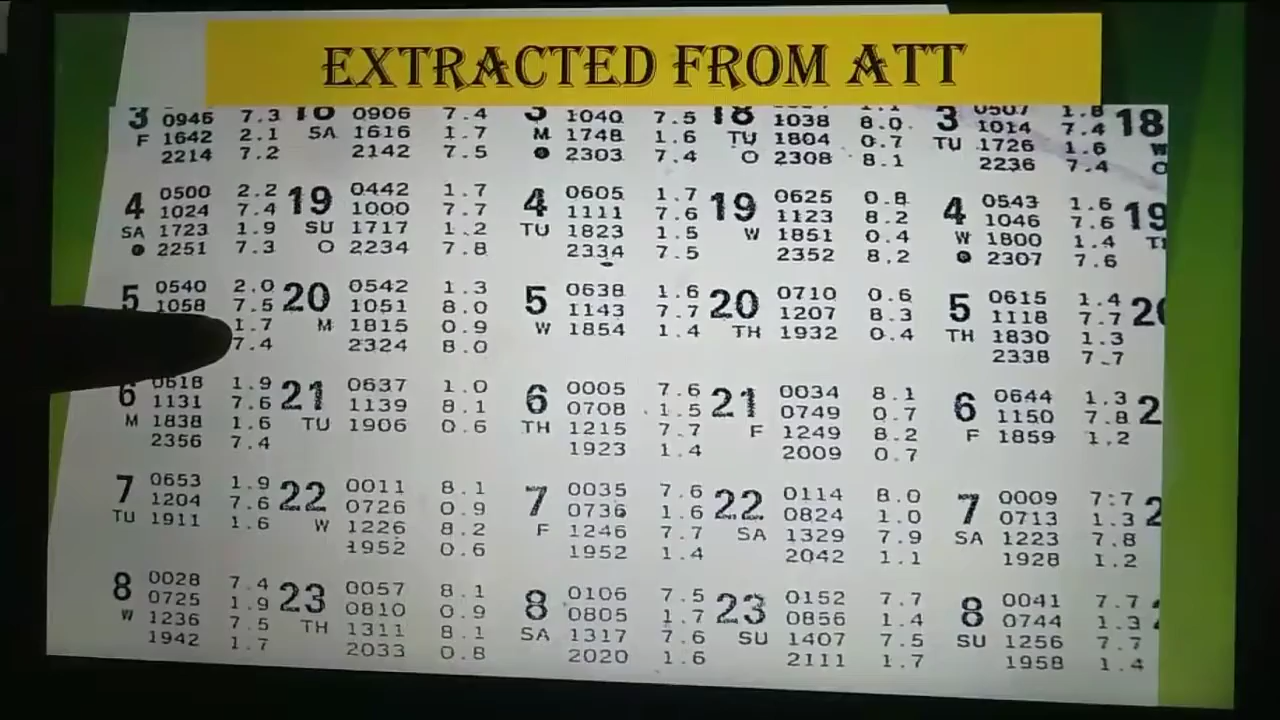 EXTRACTED FROM ATT
3 0946 7.3
F 1642 2.1
2214 7.2
4 0500 2.2
1024 7.4
SA 1723 1.9
2251 7.3
5 0540 2.0
1058 7.5
1.7
7.4
6 0618 1.9
1131 7.6
M 1838 1.6
2356 7.4
7 0653 1.9
1204 7.6
TU 1911 1.6
8 0028 7.4
0725 1.9
W 1236 7.5
1942 1.7
18 0906 7.4
SA 1616 1.7
2142 7.5
19 0442 1.7
1000 7.7
SU 1717 1.2
O 2234 7.8
20 0542 1.3
1051 8.0
M 1815 0.9
2324 8.0
21 0637 1.0
1139 8.1
TU 1906 0.6
22 0011 8.1
0726 0.9
W 1226 8.2
1952 0.6
23 0057 8.1
0810 0.9
TH 1311 8.1
2033 0.8
3 1040 7.5
M 1748 1.6
2303 7.4
4 0605 1.7
1111 7.6
TU 1823 1.5
2334 7.5
5 0638 1.6
1143 7.7
W 1854 1.4
6 0005 7.6
0708 1.5
TH 1215 7.7
1923 1.4
7 0035 7.6
0736 1.6
F 1246 7.7
1952 1.4
8 0106 7.5
0805 1.7
SA 1317 7.6
2020 1.6
18 1038 8.0
TU 1804 0.7
O 2308 8.1
19 0625 0.8
1123 8.2
W 1851 0.4
2352 8.2
20 0710 0.6
1207 8.3
TH 1932 0.4
21 0034 8.1
0749 0.7
F 1249 8.2
2009 0.7
22 0114 8.0
0824 1.0
SA 1329 7.9
2042 1.1
23 0152 7.7
0856 1.4
SU 1407 7.5
2111 1.7
3 0507 1.8
1014 7.4
TU 1726 1.6
2236 7.4
4 0543 1.6
1046 7.6
W 1800 1.4
2307 7.6
5 0615 1.4
1118 7.7
TH 1830 1.3
2338 7.7
6 0644 1.3
1150 7.8
F 1859 1.2
7 0009 7:7
0713 1.3
SA 1223 7.8
1928 1.2
8 0041 7.7
0744 1.3
SU 1256 7.7
1958 1.4
18
W
O
19